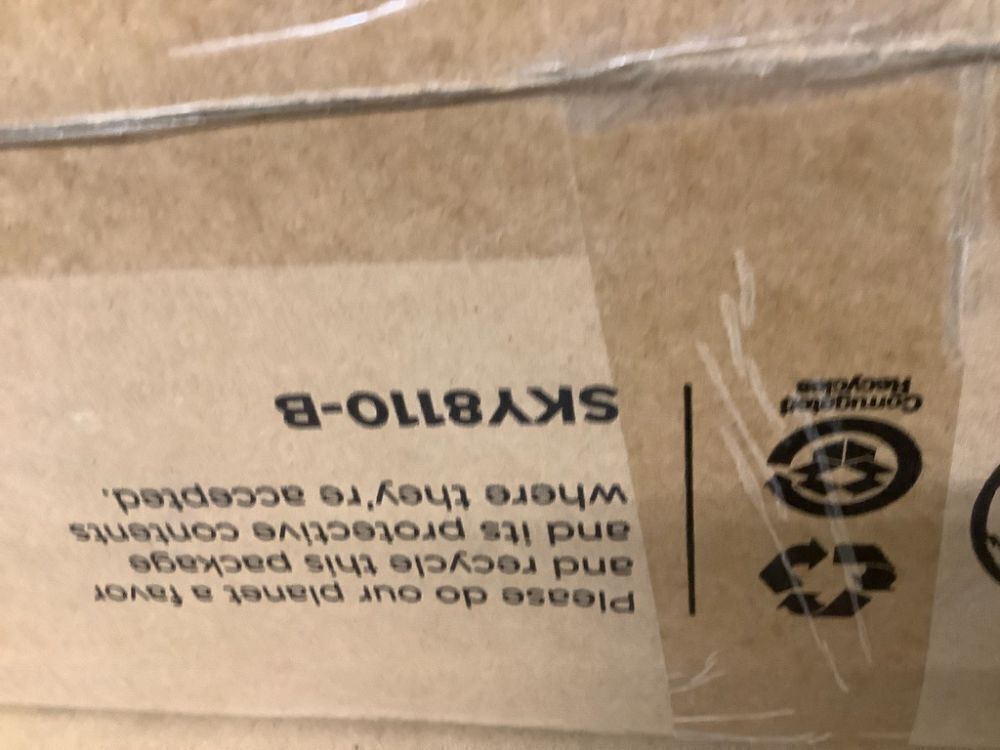 Please do our planet a favor
and recycle this package
and its protective contents
where they're accepted.
SKY8110-B
Corrugated
Recycles